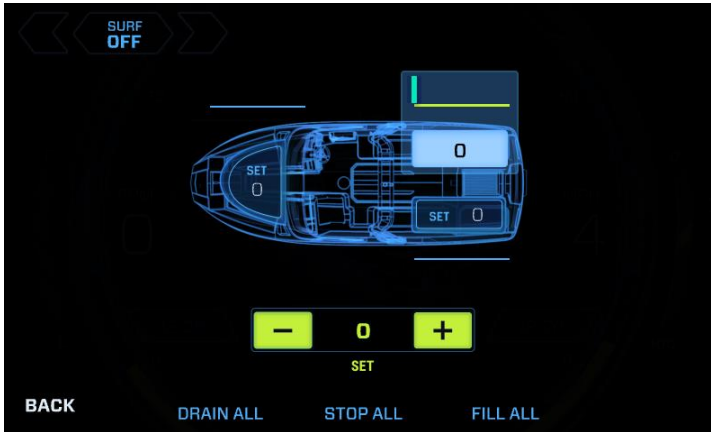 SURF
OFF
0
SET
0
SET 0
− 0 +
SET
BACK
DRAIN ALL STOP ALL FILL ALL